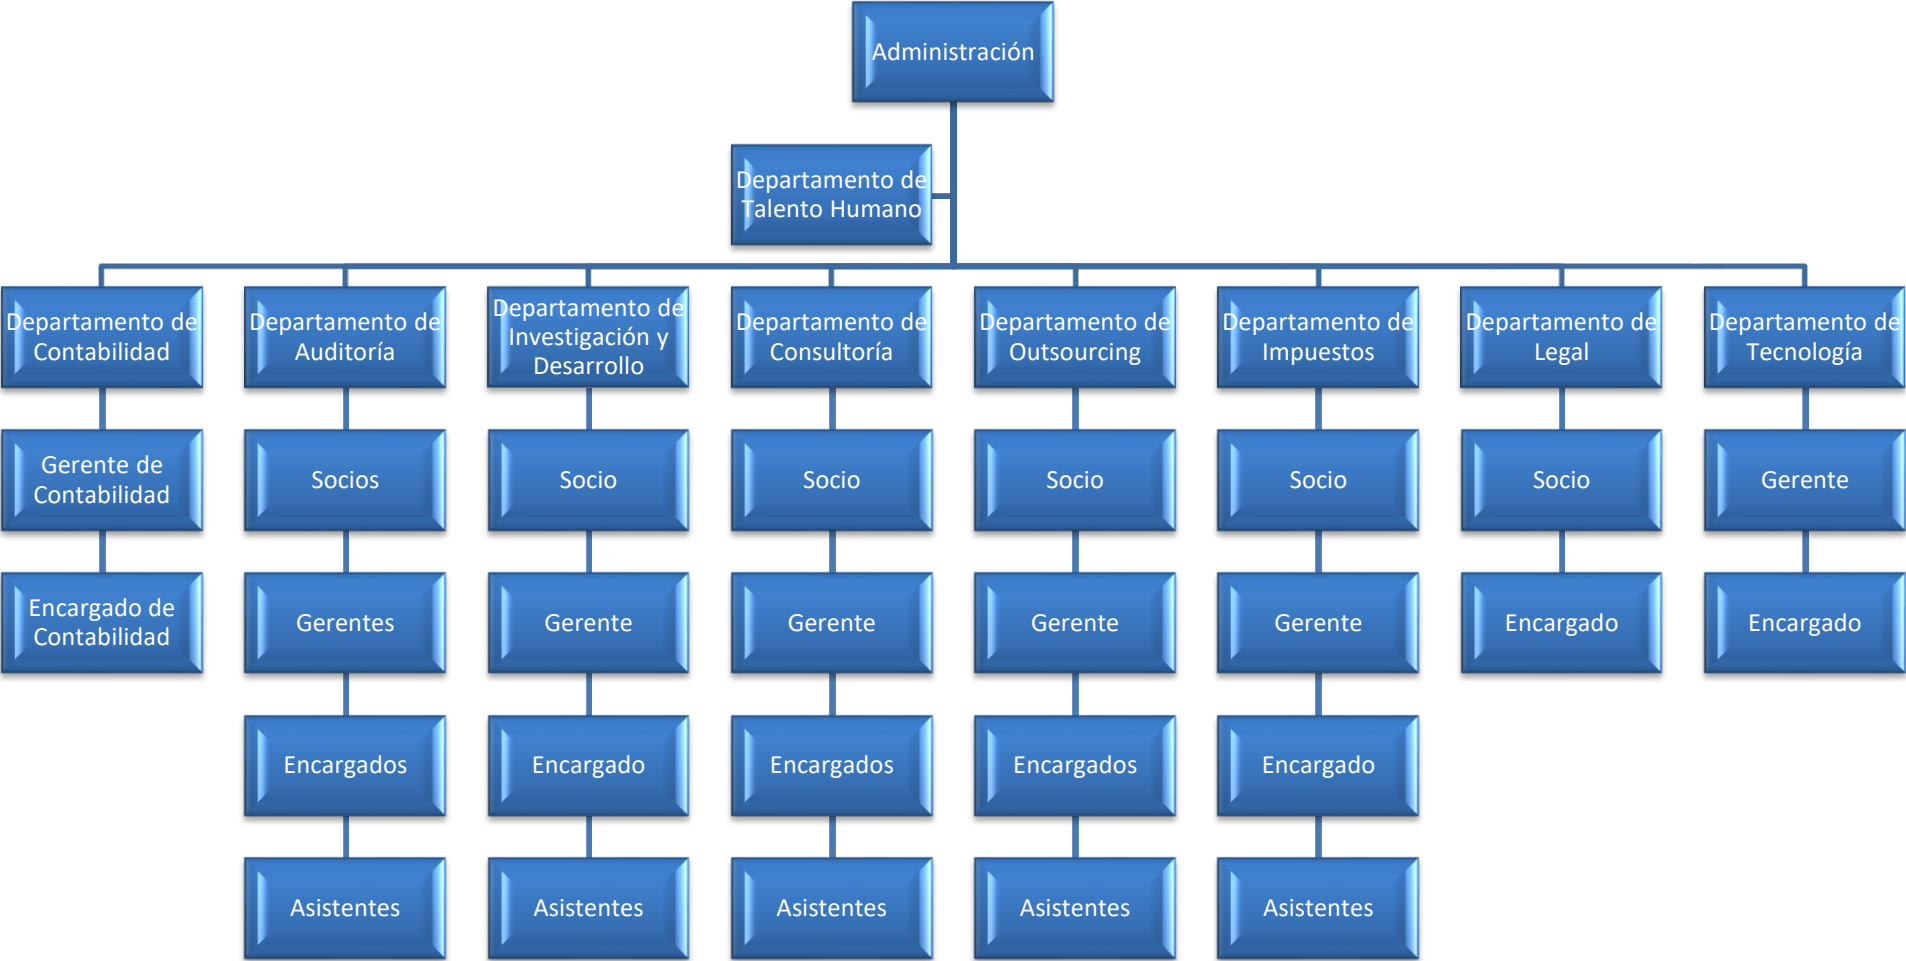 Administración
Departamento de
Talento Humano
Departamento de
Contabilidad
Departamento de
Auditoría
Departamento de
Investigación y
Desarrollo
Departamento de
Consultoría
Departamento de
Outsourcing
Departamento de
Impuestos
Departamento de
Legal
Departamento de
Tecnología
Gerente de
Contabilidad
Socios
Socio
Socio
Socio
Socio
Socio
Gerente
Encargado de
Contabilidad
Gerentes
Gerente
Gerente
Gerente
Gerente
Encargado
Encargado
Encargados
Encargado
Encargados
Encargados
Encargado
Asistentes
Asistentes
Asistentes
Asistentes
Asistentes